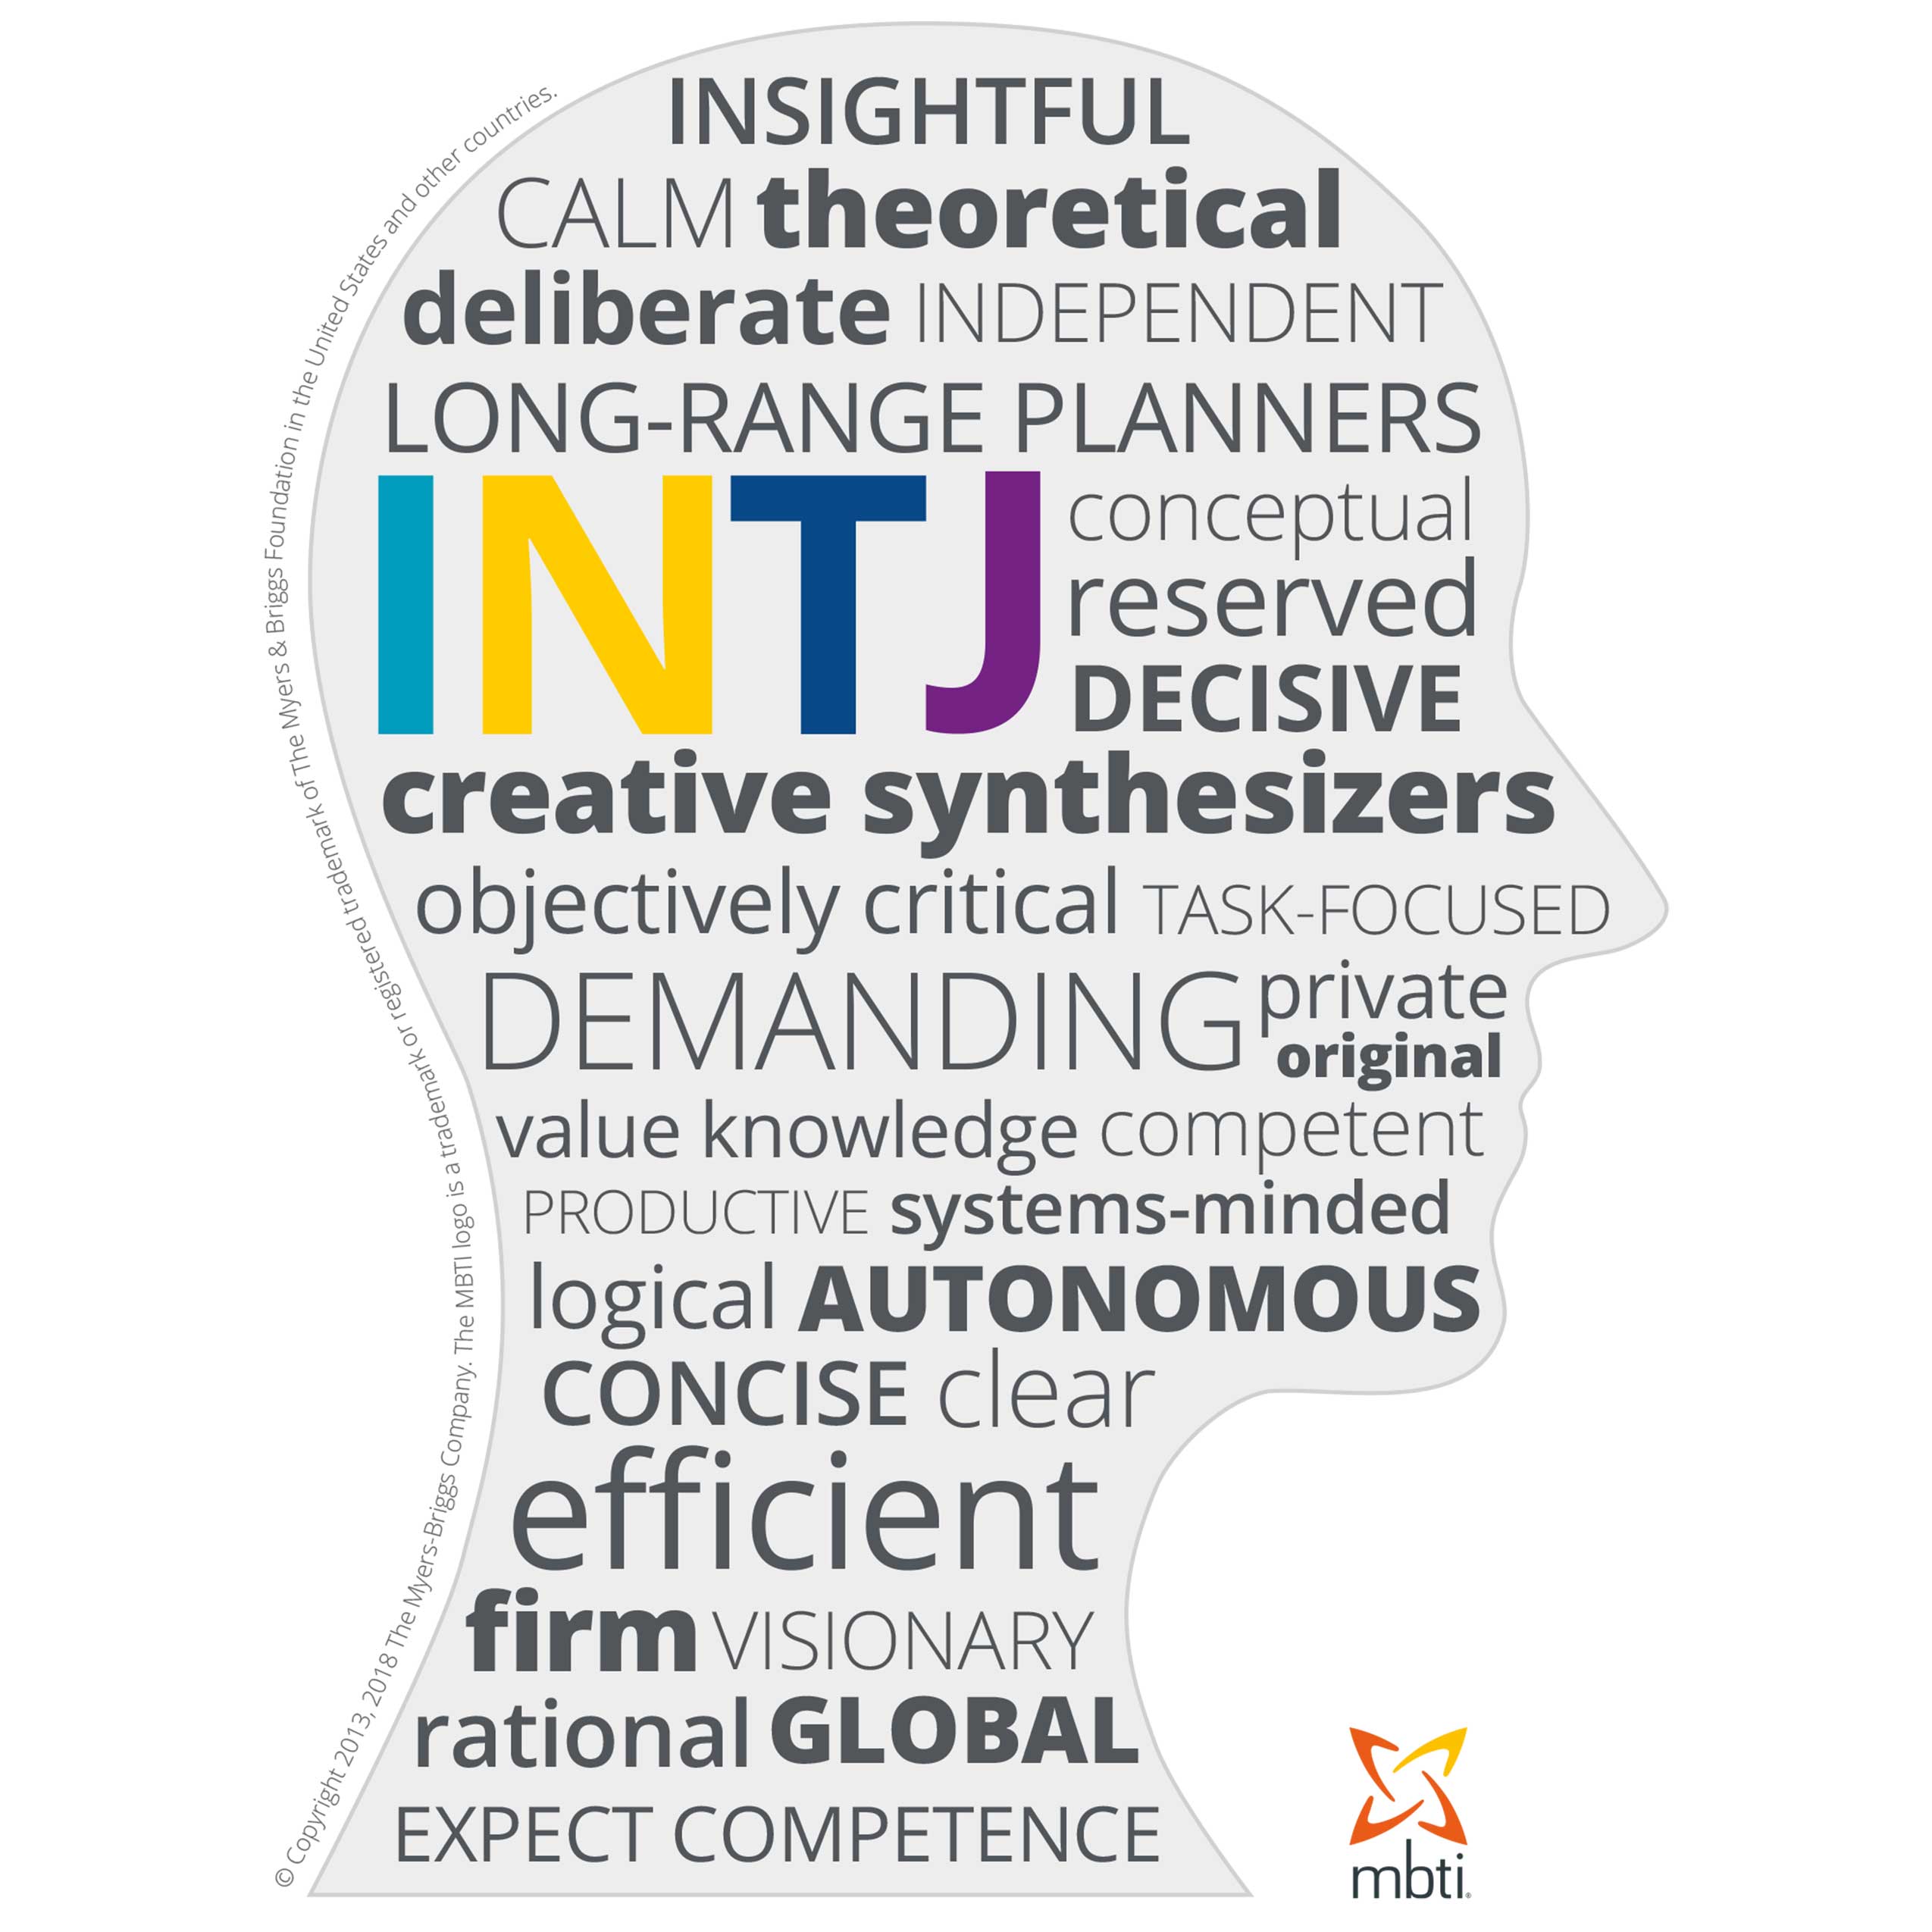 INSIGHTFUL
CALM theoretical
deliberate INDEPENDENT
LONG-RANGE PLANNERS
INTJ
conceptual
reserved
DECISIVE
creative synthesizers
objectively critical TASK-FOCUSED
DEMANDING
private
original
value knowledge competent
PRODUCTIVE systems-minded
logical AUTONOMOUS
CONCISE clear
efficient
firm VISIONARY
rational GLOBAL
EXPECT COMPETENCE
© Copyright 2013, 2018 The Myers-Briggs Company. The MBTI logo is a trademark or registered trademark of The Myers & Briggs Foundation in the United States and other countries.
mbti®